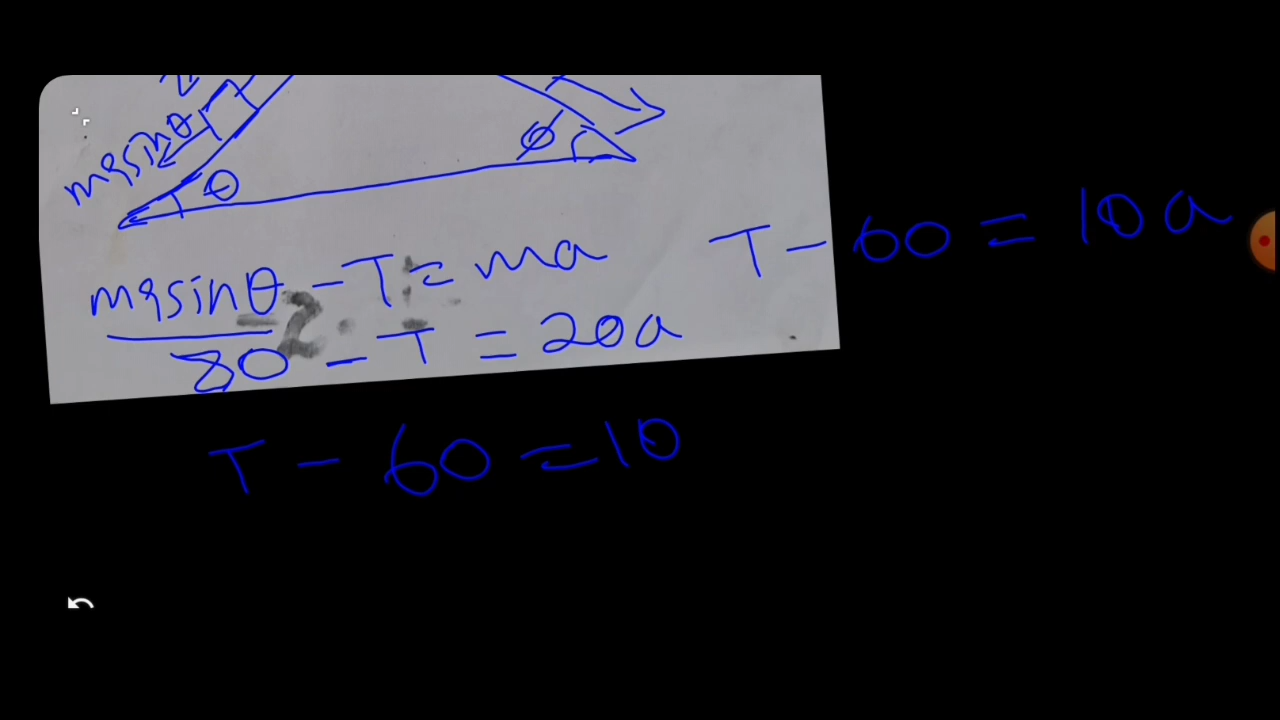 mgsinθ
θ
φ
mgsinθ - T = ma
80 - T = 20a
T - 60 = 10a
T - 60 = 10